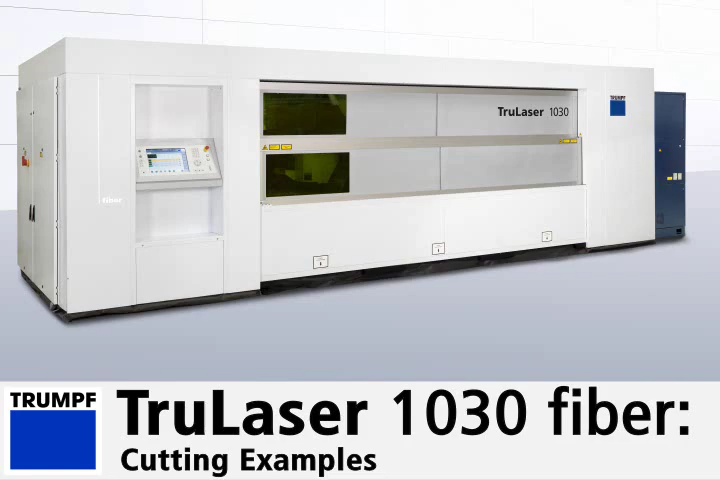 TruLaser 1030
TRUMPF
fiber
TRUMPF
TruLaser 1030 fiber:
Cutting Examples